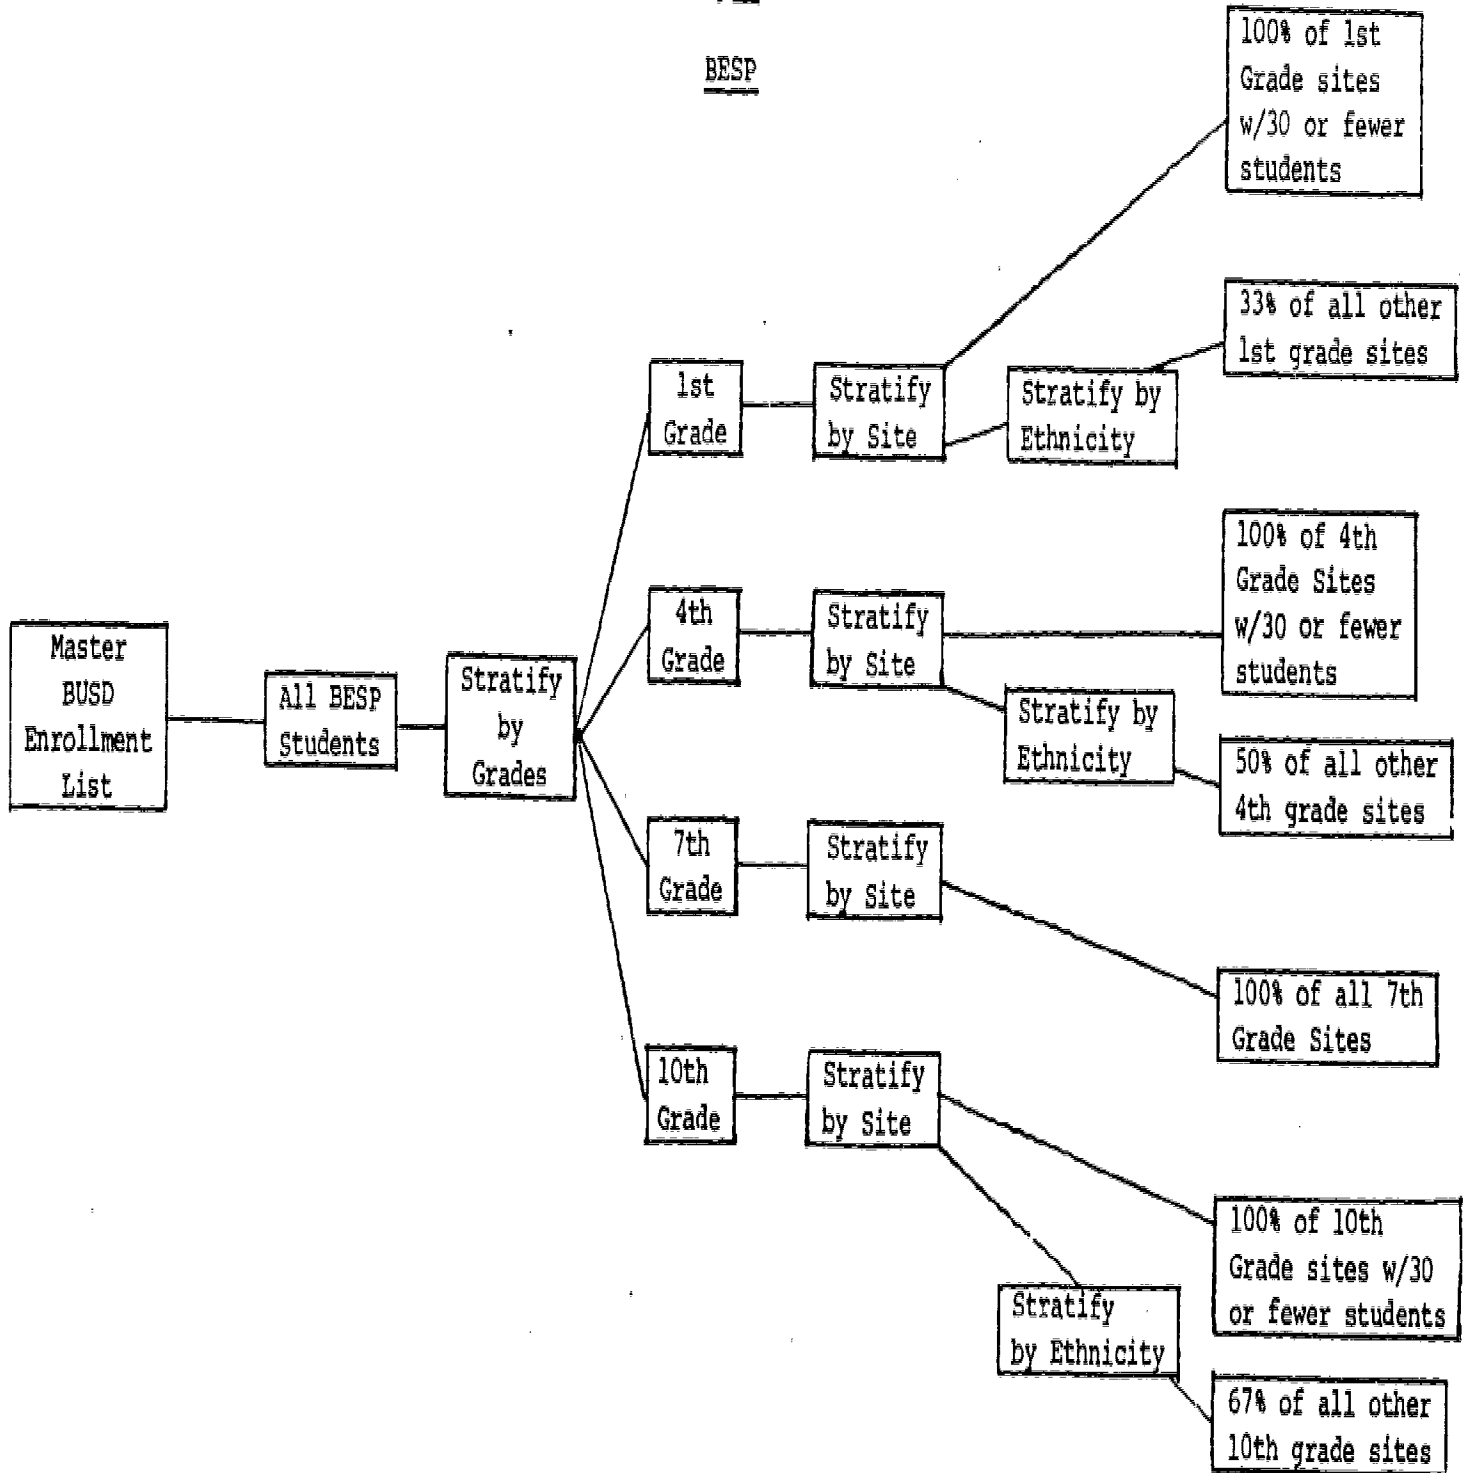 BESP
100% of 1st
Grade sites
w/30 or fewer
students
33% of all other
1st grade sites
1st
Grade
Stratify
by Site
Stratify by
Ethnicity
100% of 4th
Grade Sites
w/30 or fewer
students
4th
Grade
Stratify
by Site
Stratify by
Ethnicity
50% of all other
4th grade sites
Master
BUSD
Enrollment
List
All BESP
Students
Stratify
by
Grades
7th
Grade
Stratify
by Site
100% of all 7th
Grade Sites
10th
Grade
Stratify
by Site
100% of 10th
Grade sites w/30
or fewer students
Stratify
by Ethnicity
67% of all other
10th grade sites